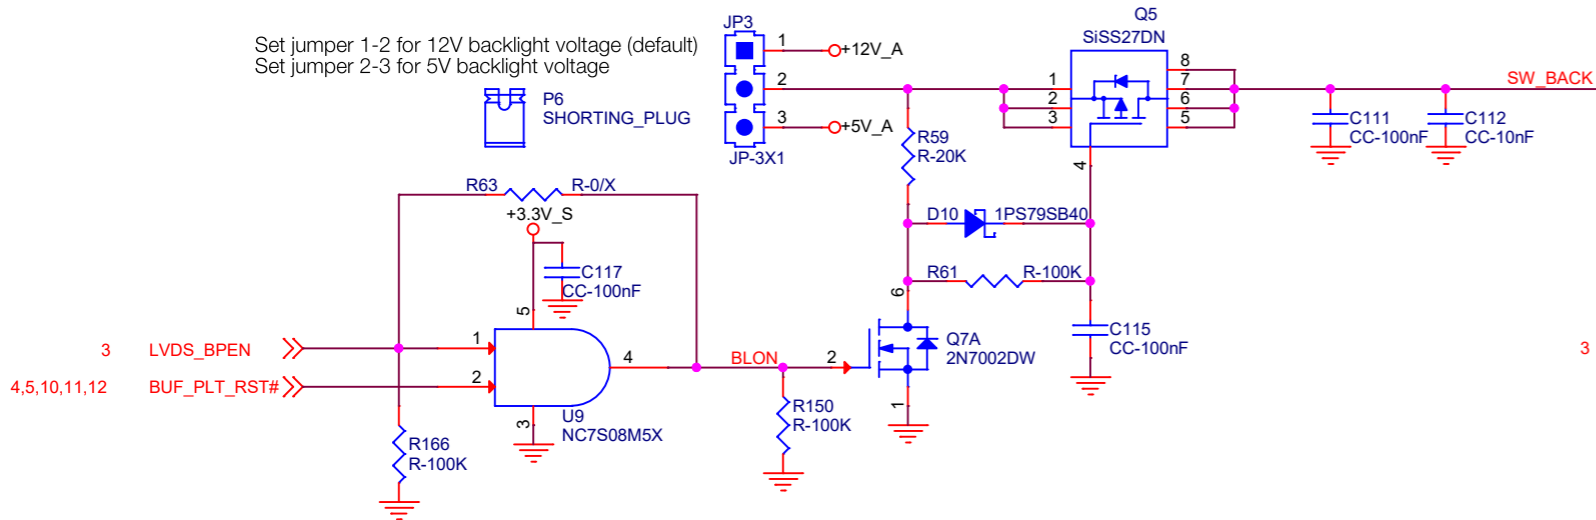 Set jumper 1-2 for 12V backlight voltage (default)
Set jumper 2-3 for 5V backlight voltage
P6
SHORTING_PLUG
JP3
1
+12V_A
2
3
+5V_A
JP-3X1
Q5
SiSS27DN
1
2
3
8
7
6
5
4
SW_BACK
C111
CC-100nF
C112
CC-10nF
R59
R-20K
D10
1PS79SB40
R61
R-100K
C115
CC-100nF
R63
R-0/X
+3.3V_S
C117
CC-100nF
5
3
LVDS_BPEN
1
4,5,10,11,12
BUF_PLT_RST#
2
4
3
U9
NC7S08M5X
R166
R-100K
BLON
R150
R-100K
2
6
1
Q7A
2N7002DW
3